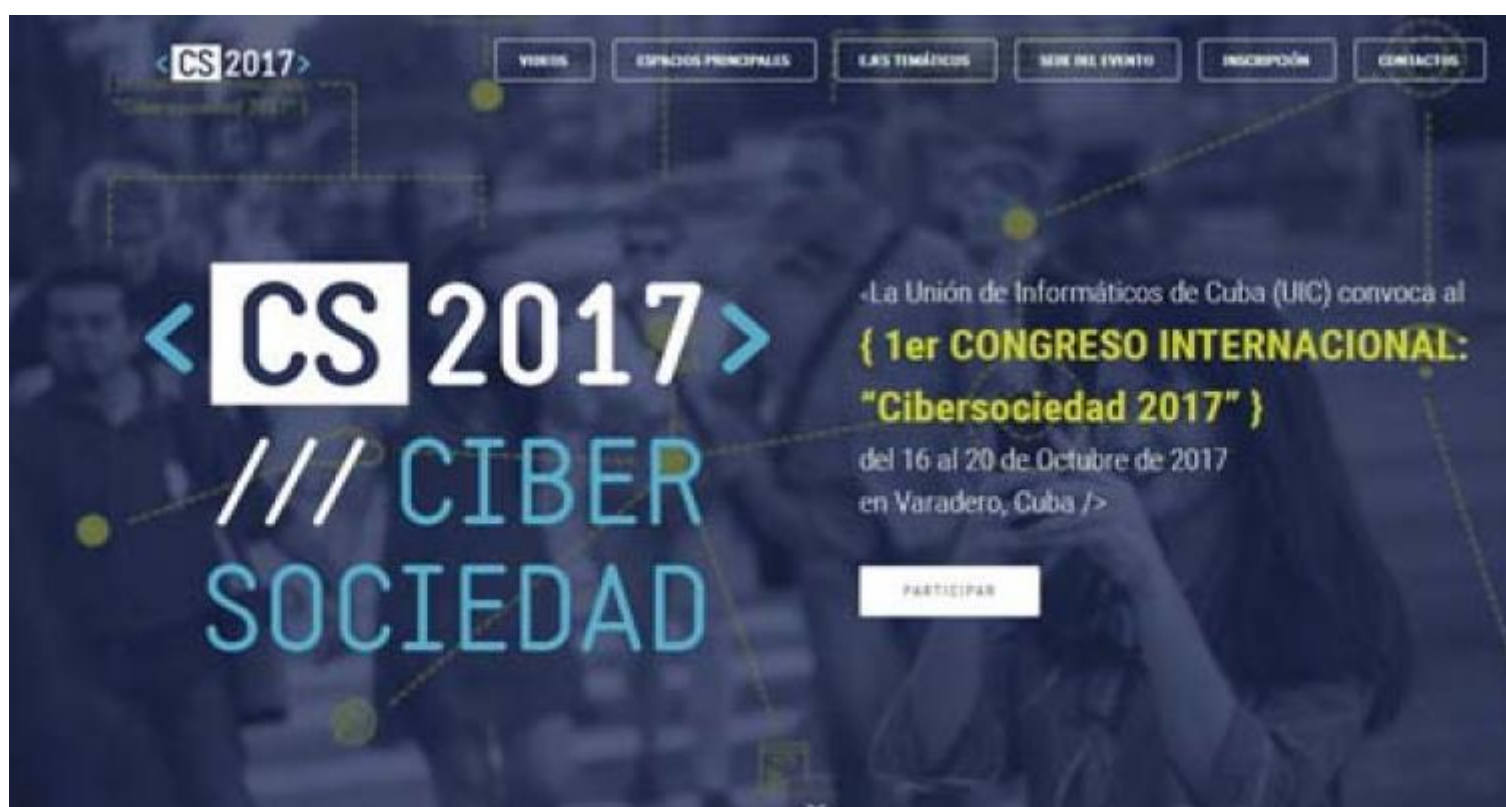 <CS 2017>
"Cibersociedad 2017" }
VIDEOS
ESPACIOS PRINCIPALES
EJES TEMÁTICOS
SEDE DEL EVENTO
INSCRIPCIÓN
CONTACTOS
<CS 2017>
/// CIBER
SOCIEDAD
<La Unión de Informáticos de Cuba (UIC) convoca al
{ 1er CONGRESO INTERNACIONAL:
“Cibersociedad 2017” }
del 16 al 20 de Octubre de 2017
en Varadero, Cuba />
PARTICIPAR